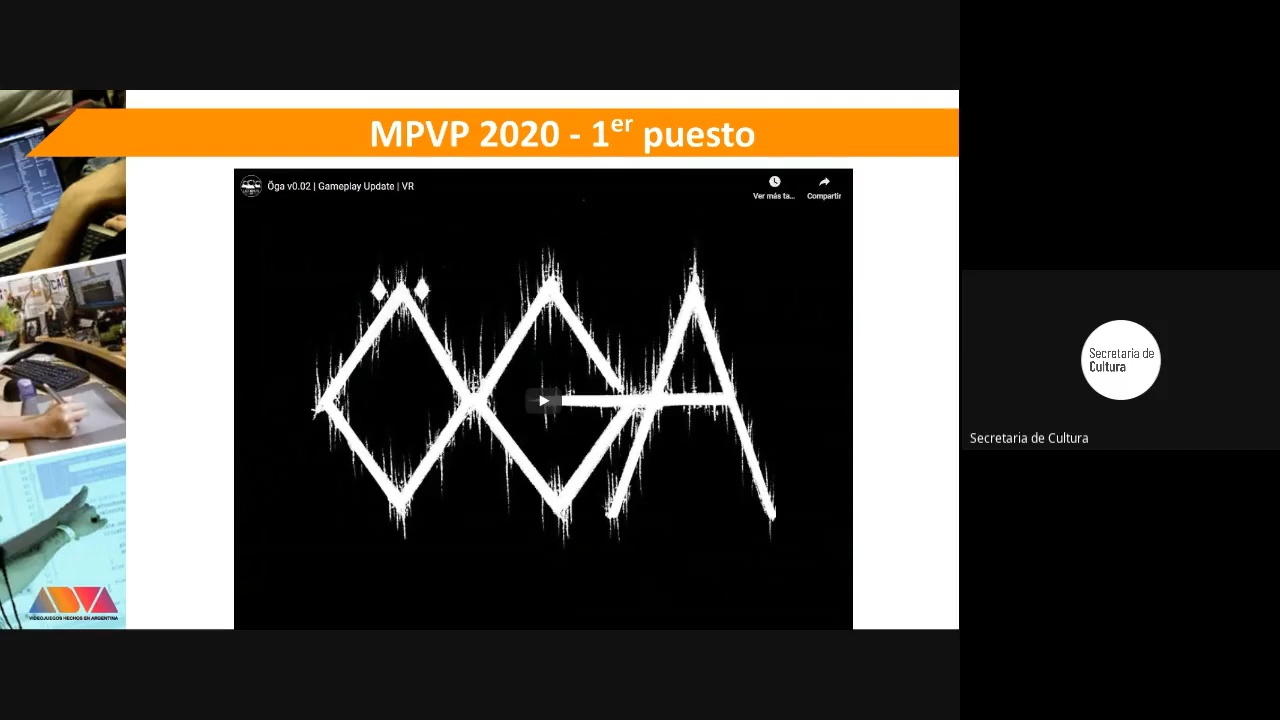 MPVP 2020 - 1er puesto
Öga v0.02 | Gameplay Update | VR
Ver más ta...
Compartir
ÖGA
ADVA
VIDEOJUEGOS HECHOS EN ARGENTINA
Secretaria de
Cultura
Secretaria de Cultura